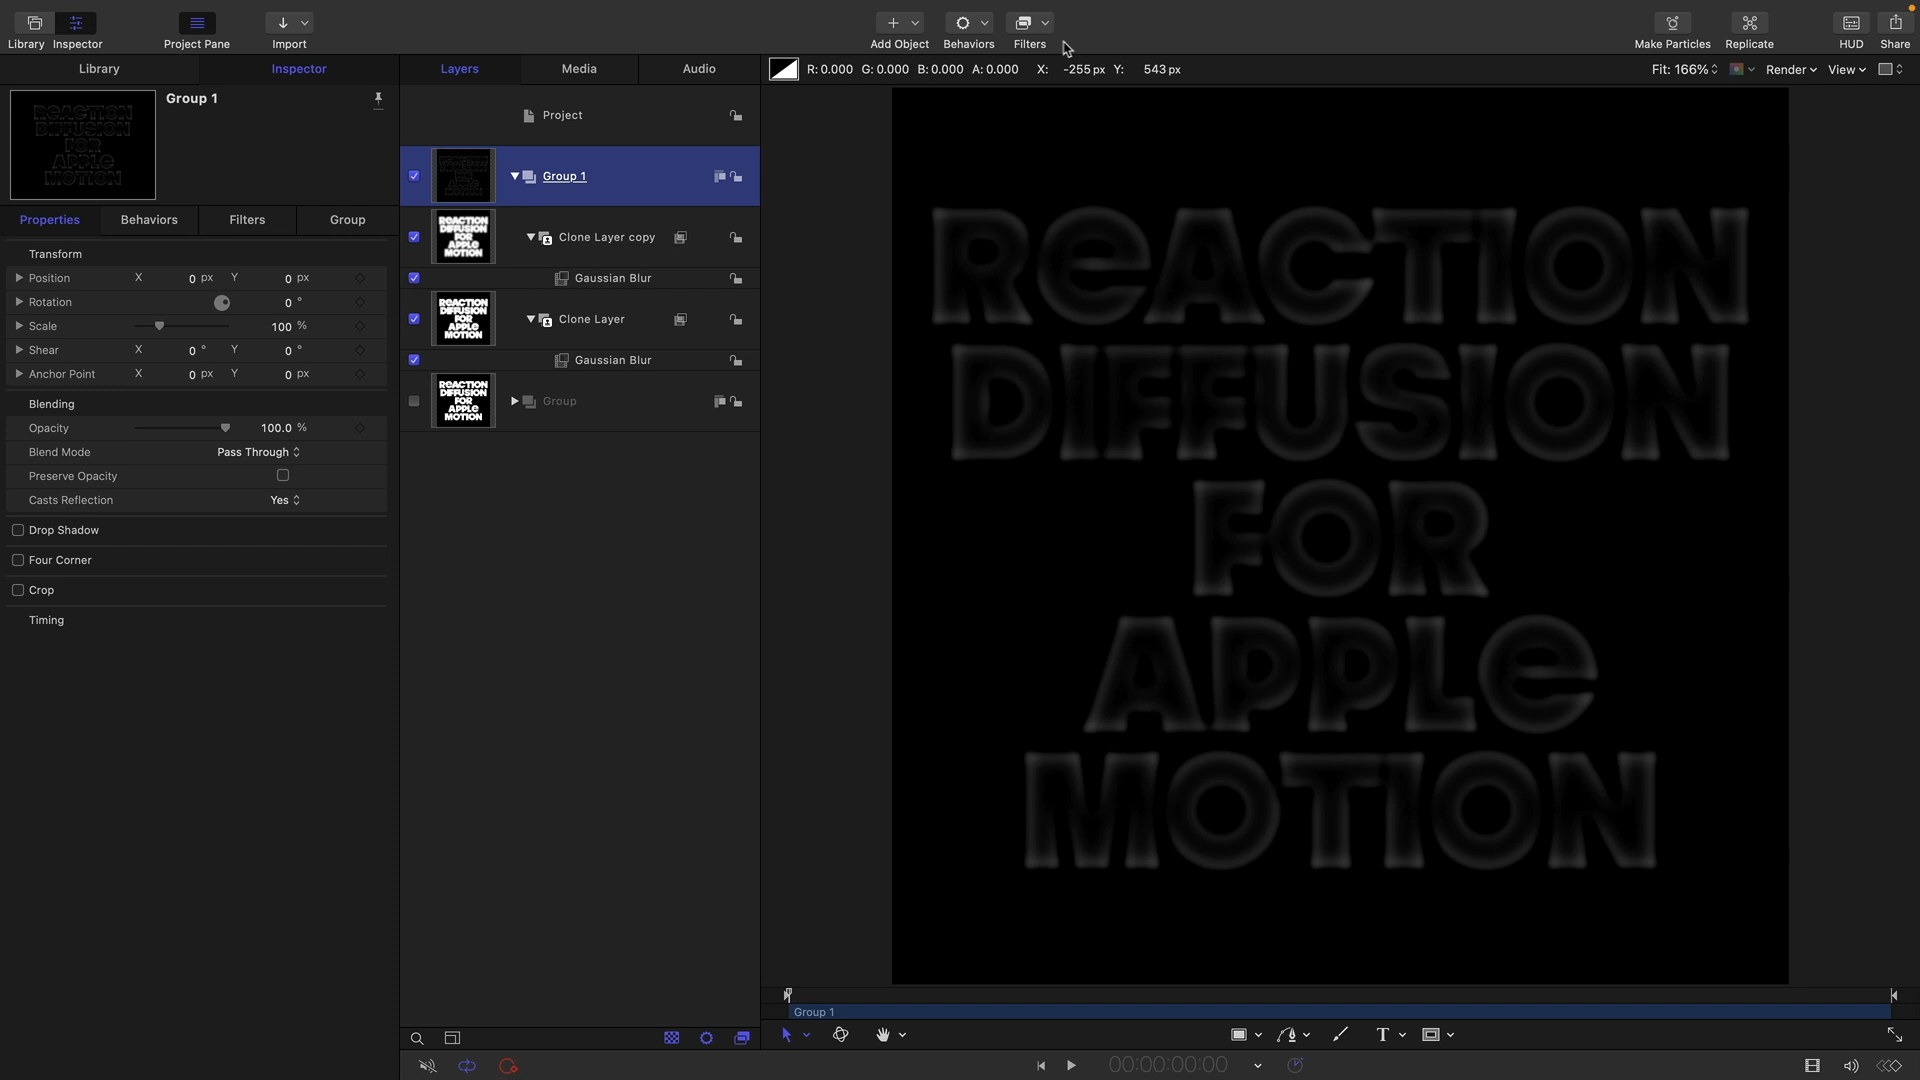 Library Inspector Project Pane Import Add Object Behaviors Filters Make Particles Replicate HUD Share
Library Inspector Layers Media Audio R: 0.000 G: 0.000 B: 0.000 A: 0.000 X: -255 px Y: 543 px Fit: 166% Render View
Group 1
Project
Group 1
Properties Behaviors Filters Group
Clone Layer copy
Transform
Position X 0 px Y 0 px
Gaussian Blur
Rotation 0 °
Scale 100 %
Clone Layer
Shear X 0 ° Y 0 °
Gaussian Blur
Anchor Point X 0 px Y 0 px
Blending
Group
Opacity 100.0 %
Blend Mode Pass Through
Preserve Opacity
Casts Reflection Yes
Drop Shadow
Four Corner
Crop
Timing
REACTION
DIFFUSION
FOR
APPLE
MOTION
Group 1
00:00:00:00